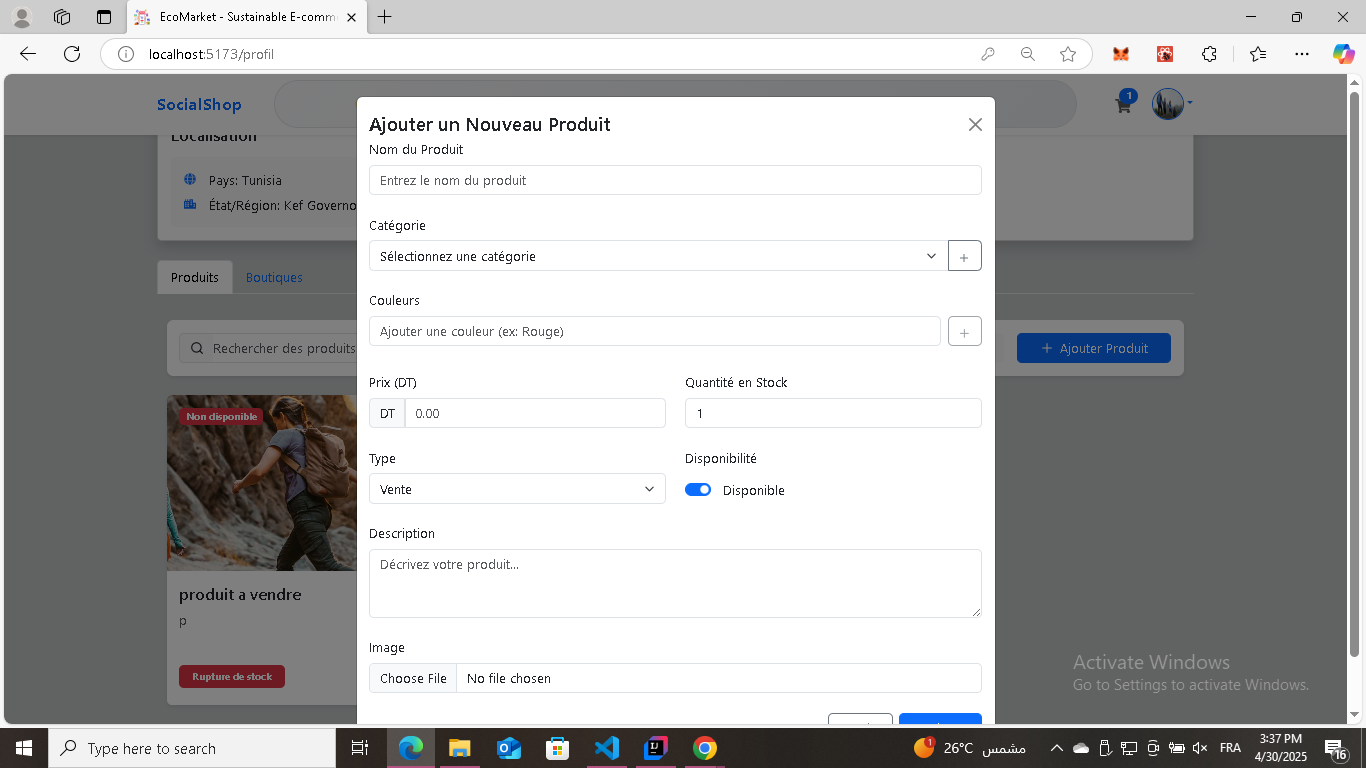 EcoMarket - Sustainable E-comm
localhost:5173/profil
SocialShop
1
Localisation
Pays: Tunisia
État/Région: Kef Governo
Produits
Boutiques
Rechercher des produits
Ajouter Produit
Non disponible
produit a vendre
p
Rupture de stock
Ajouter un Nouveau Produit
Nom du Produit
Entrez le nom du produit
Catégorie
Sélectionnez une catégorie
+
Couleurs
Ajouter une couleur (ex: Rouge)
+
Prix (DT)
Quantité en Stock
DT
0.00
1
Type
Disponibilité
Vente
Disponible
Description
Décrivez votre produit...
Image
Choose File
No file chosen
Activate Windows
Go to Settings to activate Windows.
Type here to search
1
26°C
مشمس
FRA
3:37 PM
4/30/2025
16